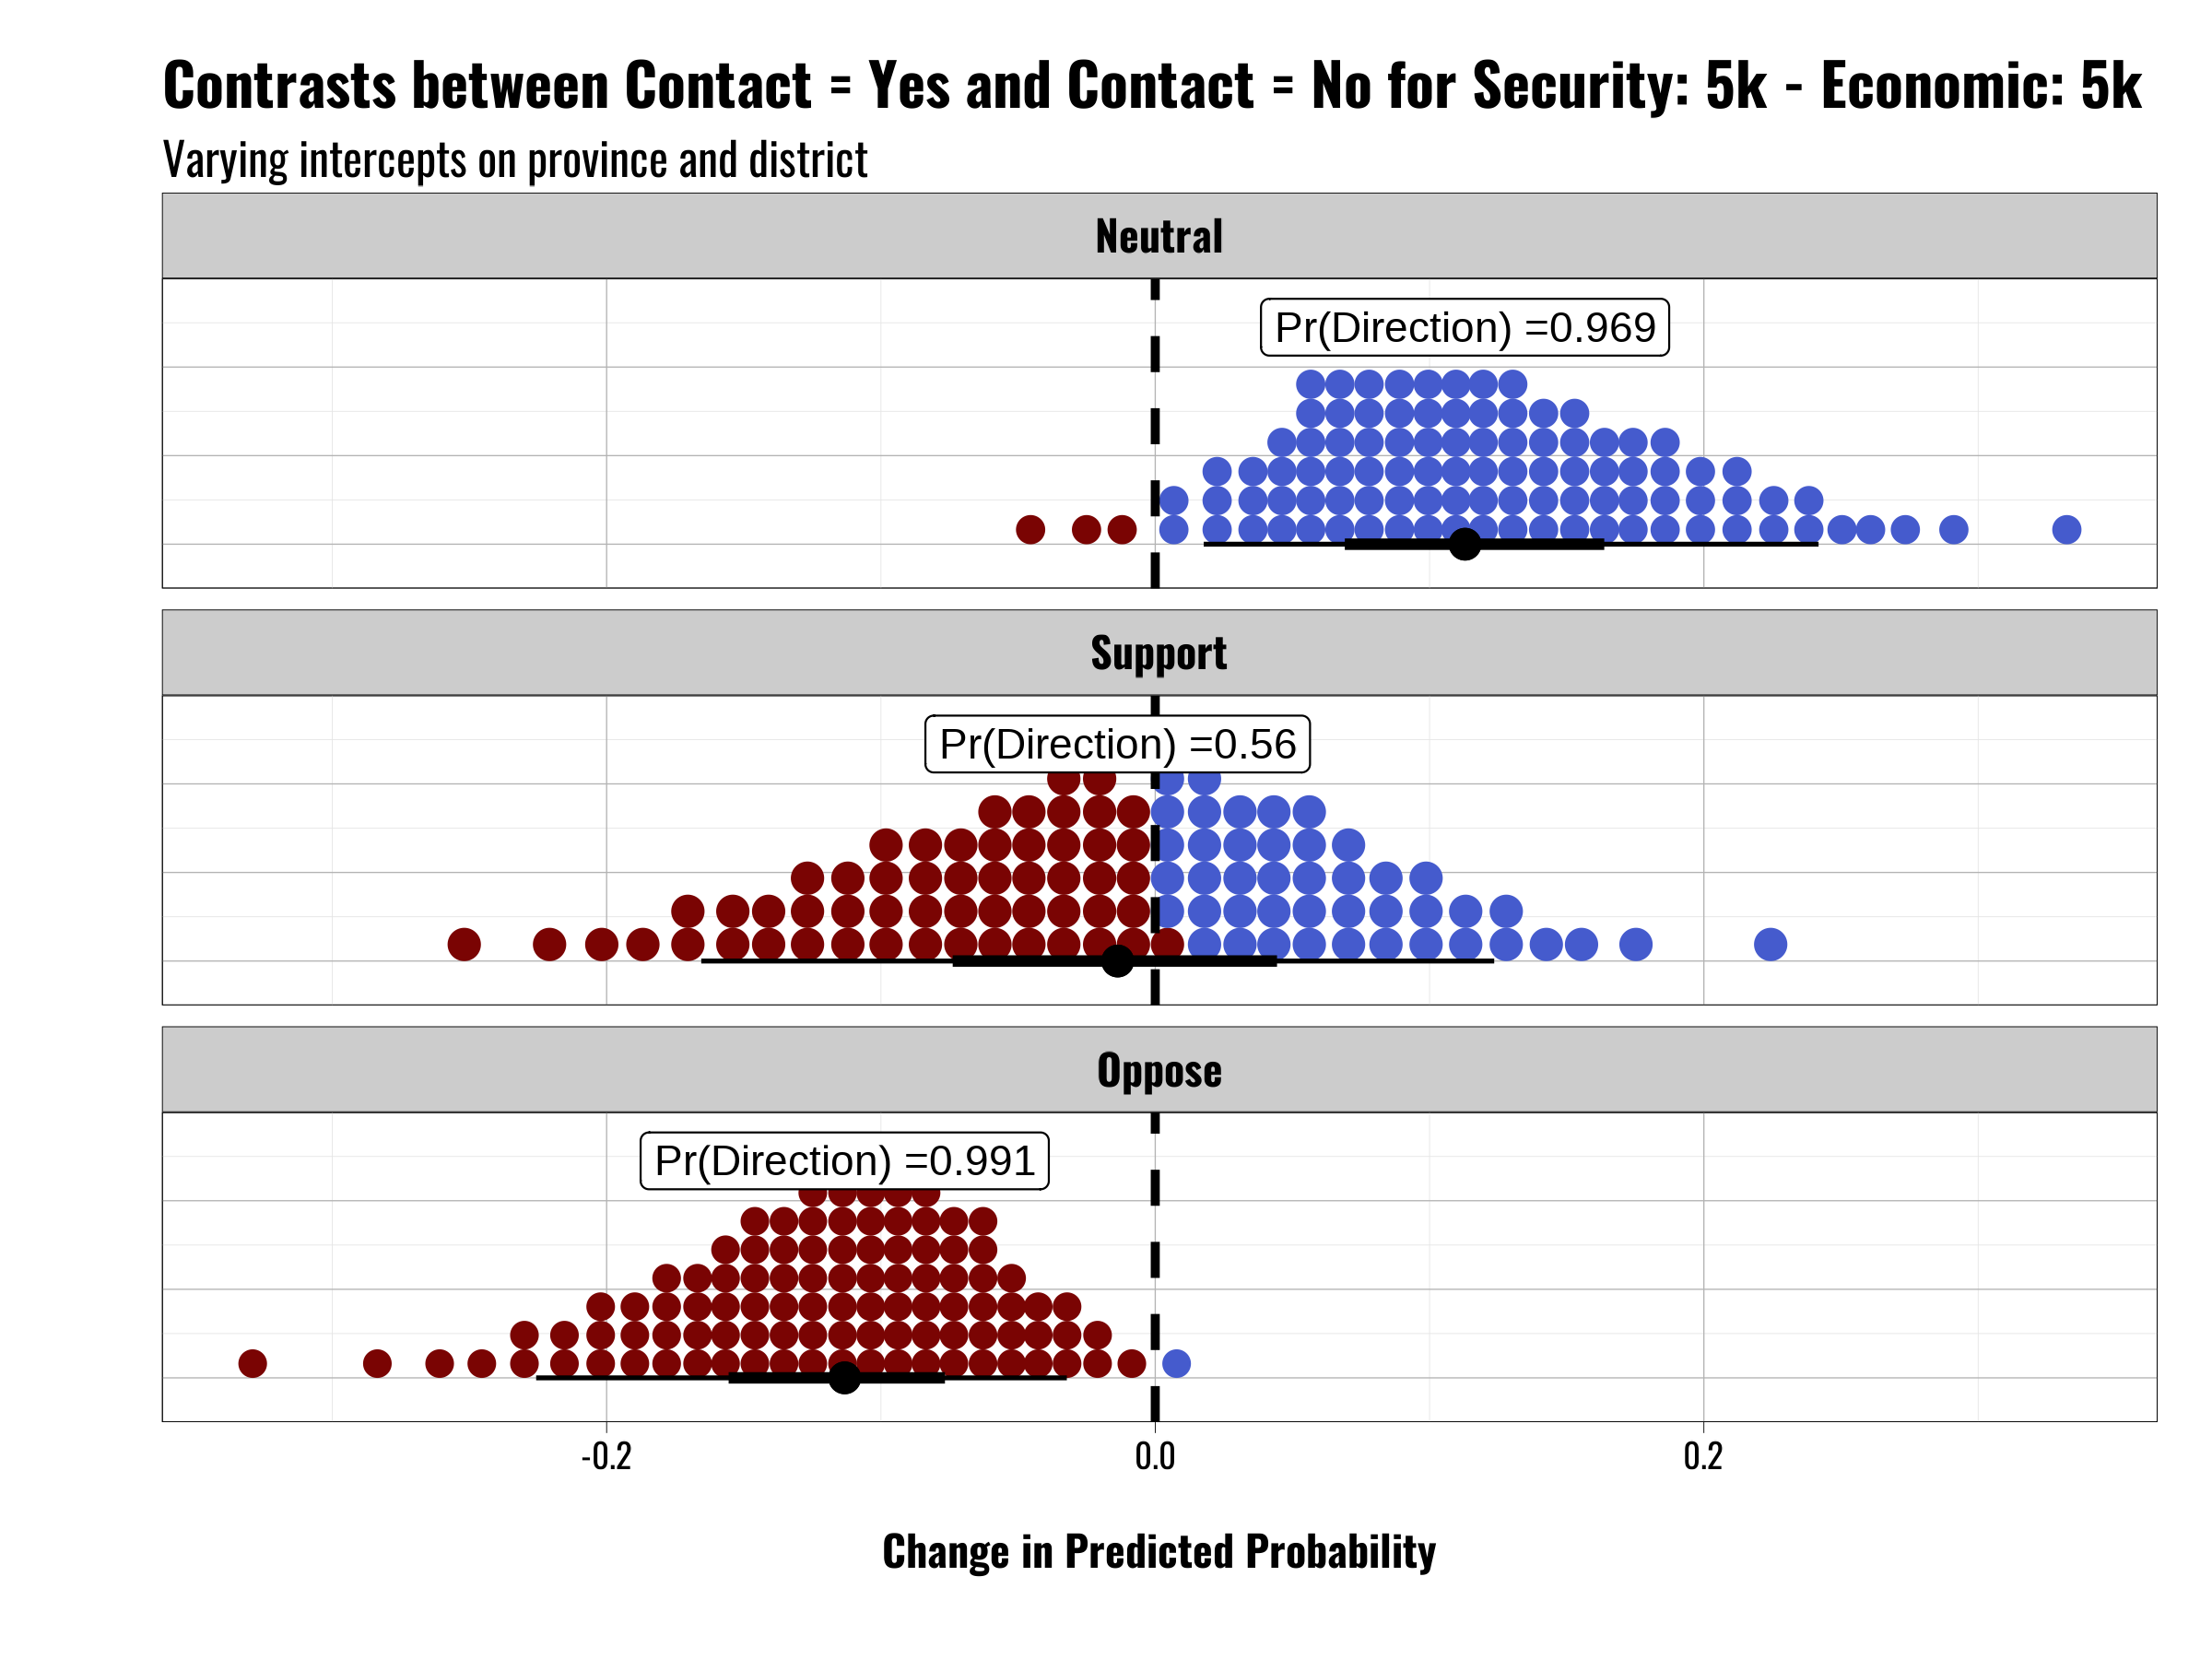 Contrasts between Contact = Yes and Contact = No for Security: 5k - Economic: 5k
Varying intercepts on province and district
Neutral
Pr(Direction) =0.969
Support
Pr(Direction) =0.56
Oppose
Pr(Direction) =0.991
-0.2 0.0 0.2
Change in Predicted Probability